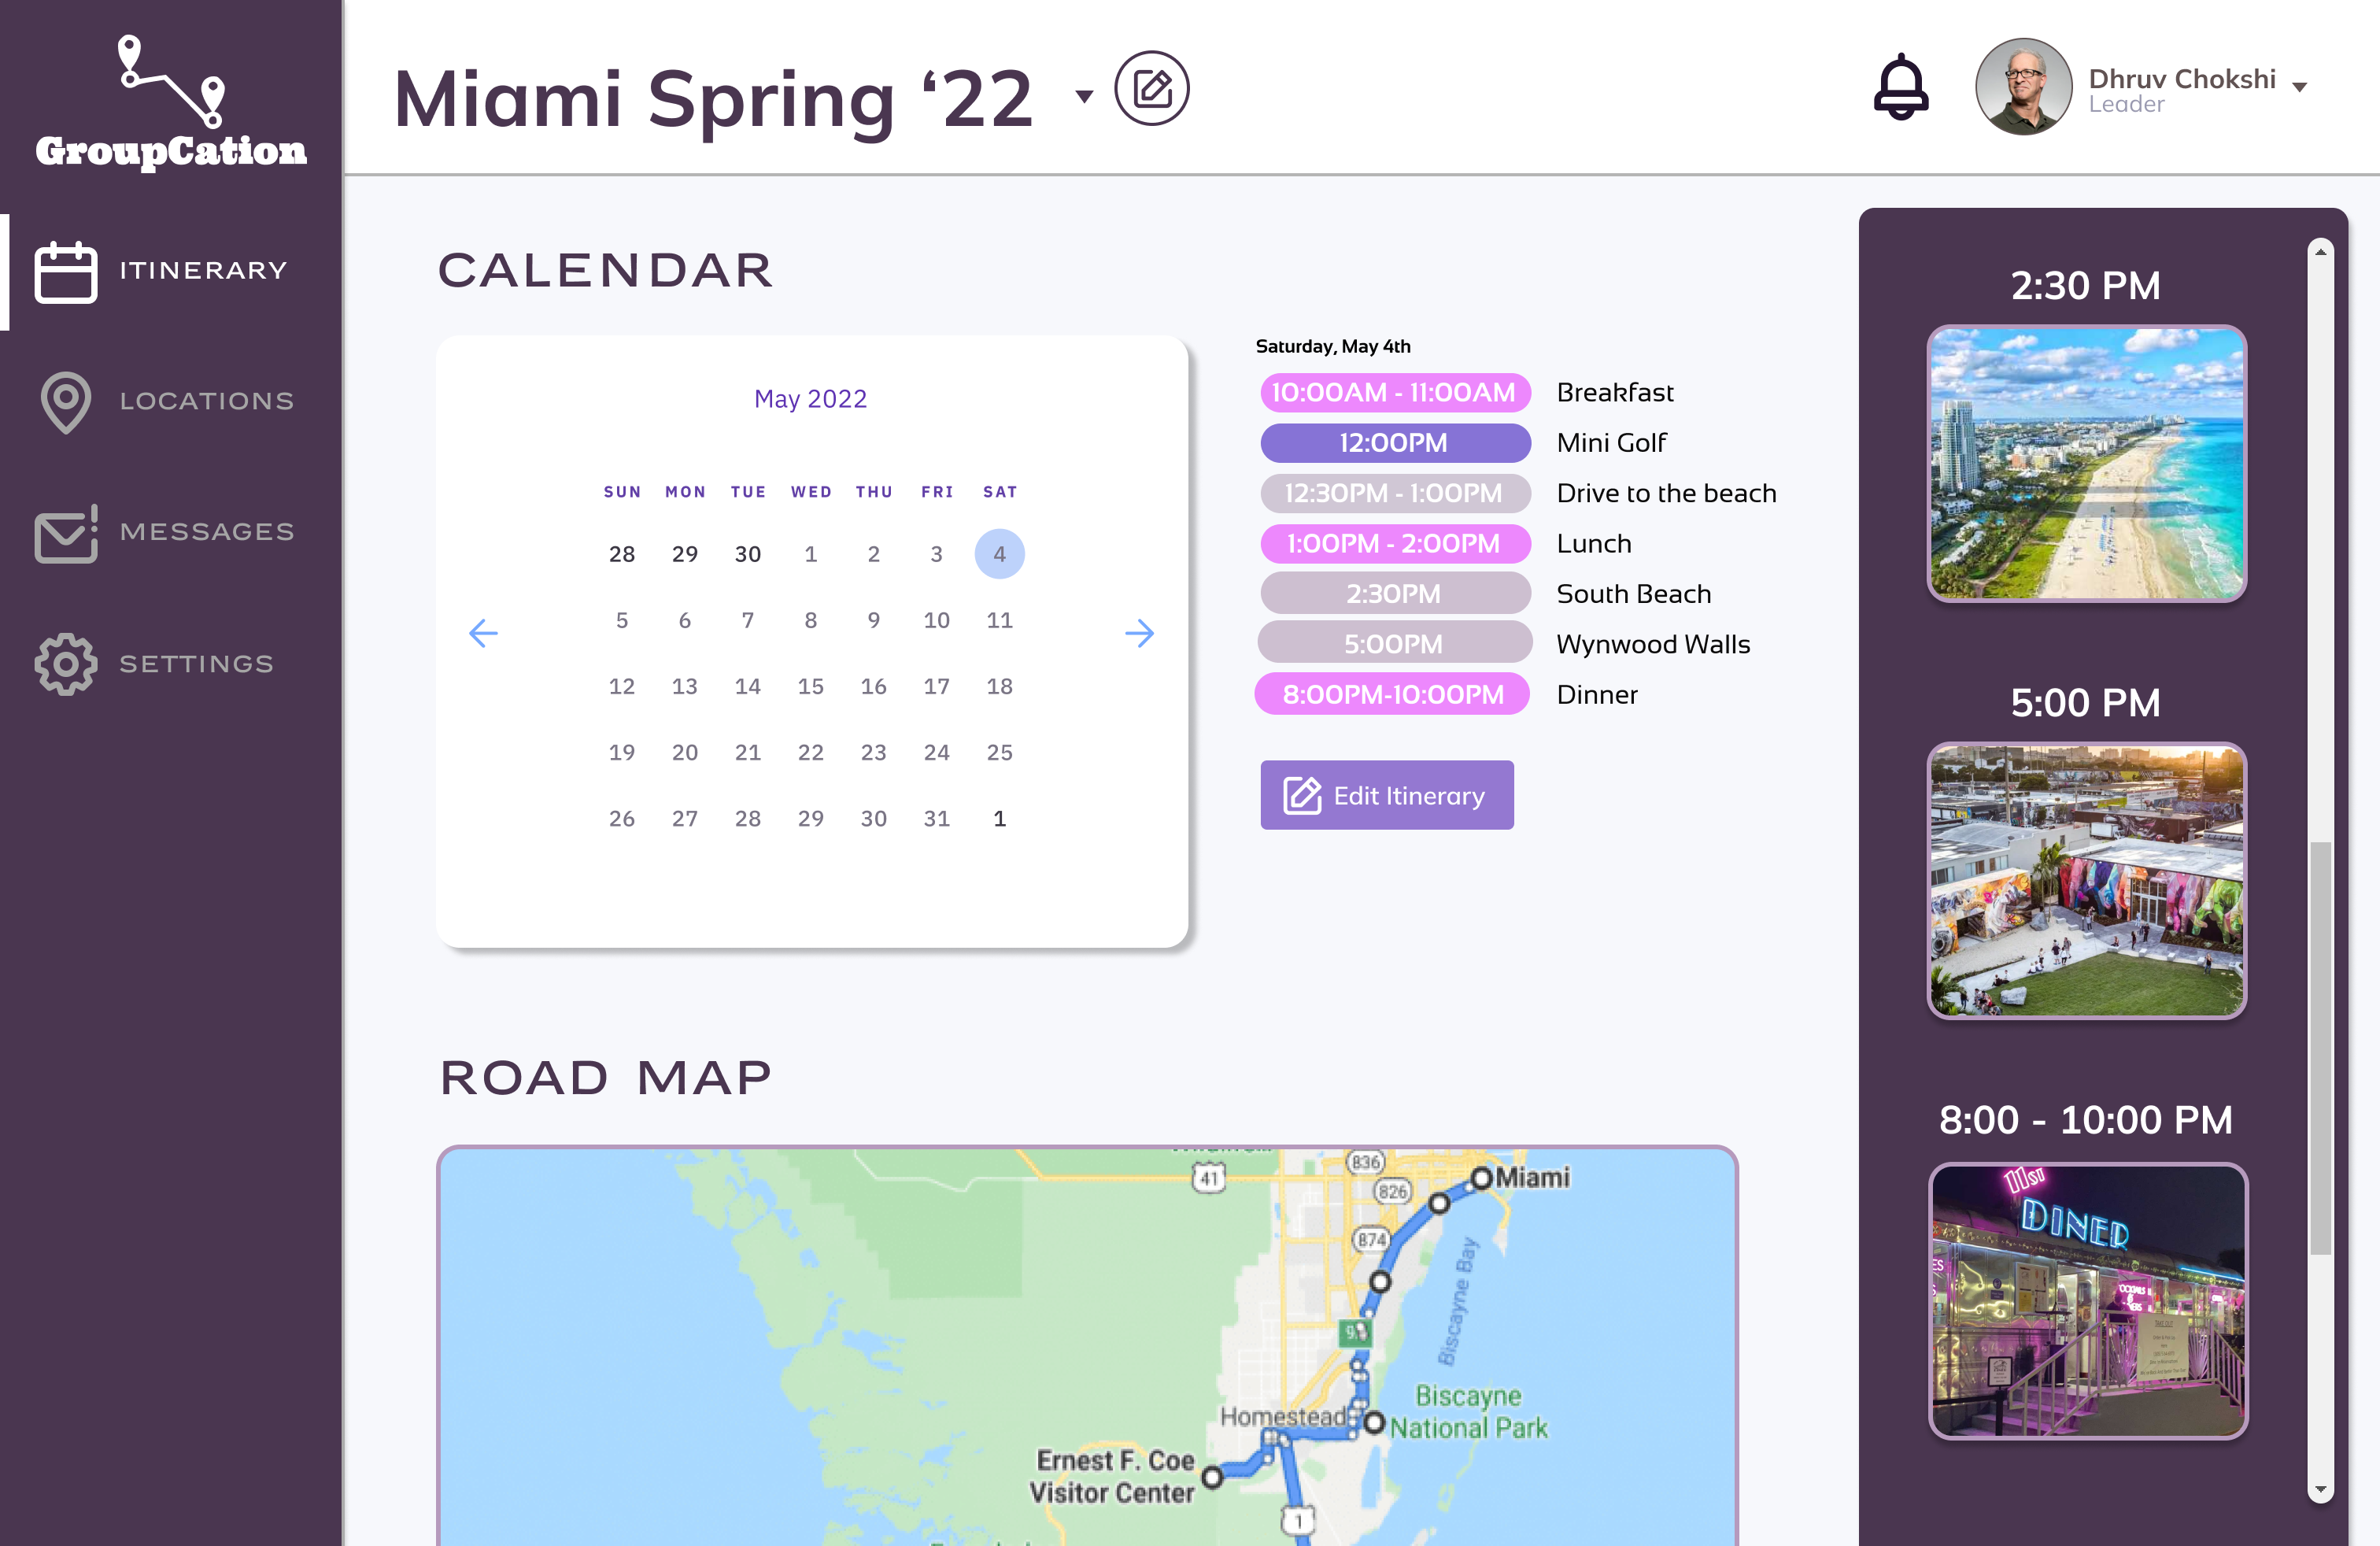 GroupCation
ITINERARY
LOCATIONS
MESSAGES
SETTINGS
Miami Spring ‘22
Dhruv Chokshi
Leader
CALENDAR
May 2022
SUN MON TUE WED THU FRI SAT
28 29 30 1 2 3 4
5 6 7 8 9 10 11
12 13 14 15 16 17 18
19 20 21 22 23 24 25
26 27 28 29 30 31 1
Saturday, May 4th
10:00AM - 11:00AM Breakfast
12:00PM Mini Golf
12:30PM - 1:00PM Drive to the beach
1:00PM - 2:00PM Lunch
2:30PM South Beach
5:00PM Wynwood Walls
8:00PM-10:00PM Dinner
Edit Itinerary
ROAD MAP
41
836
826
Miami
874
Biscayne Bay
Biscayne
National Park
Homestead
Ernest F. Coe
Visitor Center
1
2:30 PM
5:00 PM
8:00 - 10:00 PM
11th ST
DINER